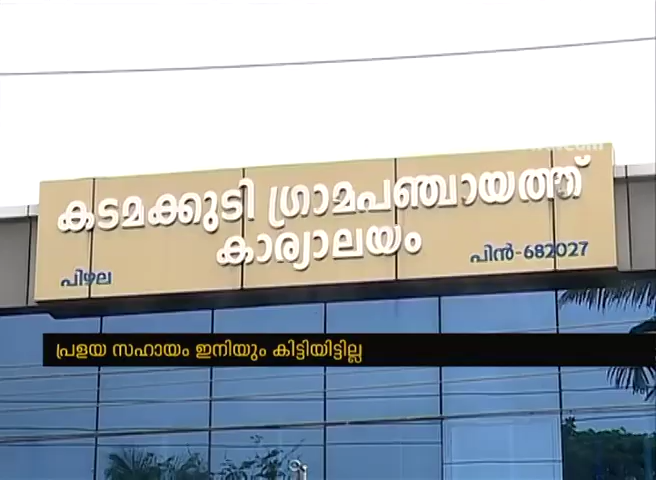 കടമക്കുടി ഗ്രാമപഞ്ചായത്ത്
കാര്യാലയം
പിഴല
പിൻ-682027
പ്രളയ സഹായം ഇനിയും കിട്ടിയിട്ടില്ല